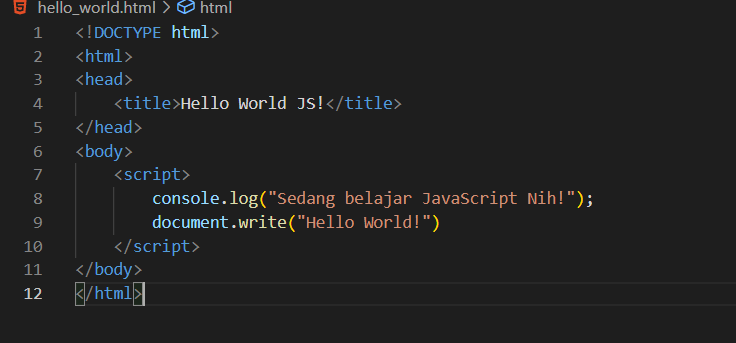 hello_world.html > html
1 <!DOCTYPE html>
2 <html>
3 <head>
4     <title>Hello World JS!</title>
5 </head>
6 <body>
7     <script>
8         console.log("Sedang belajar JavaScript Nih!");
9         document.write("Hello World!")
10     </script>
11 </body>
12 </html>